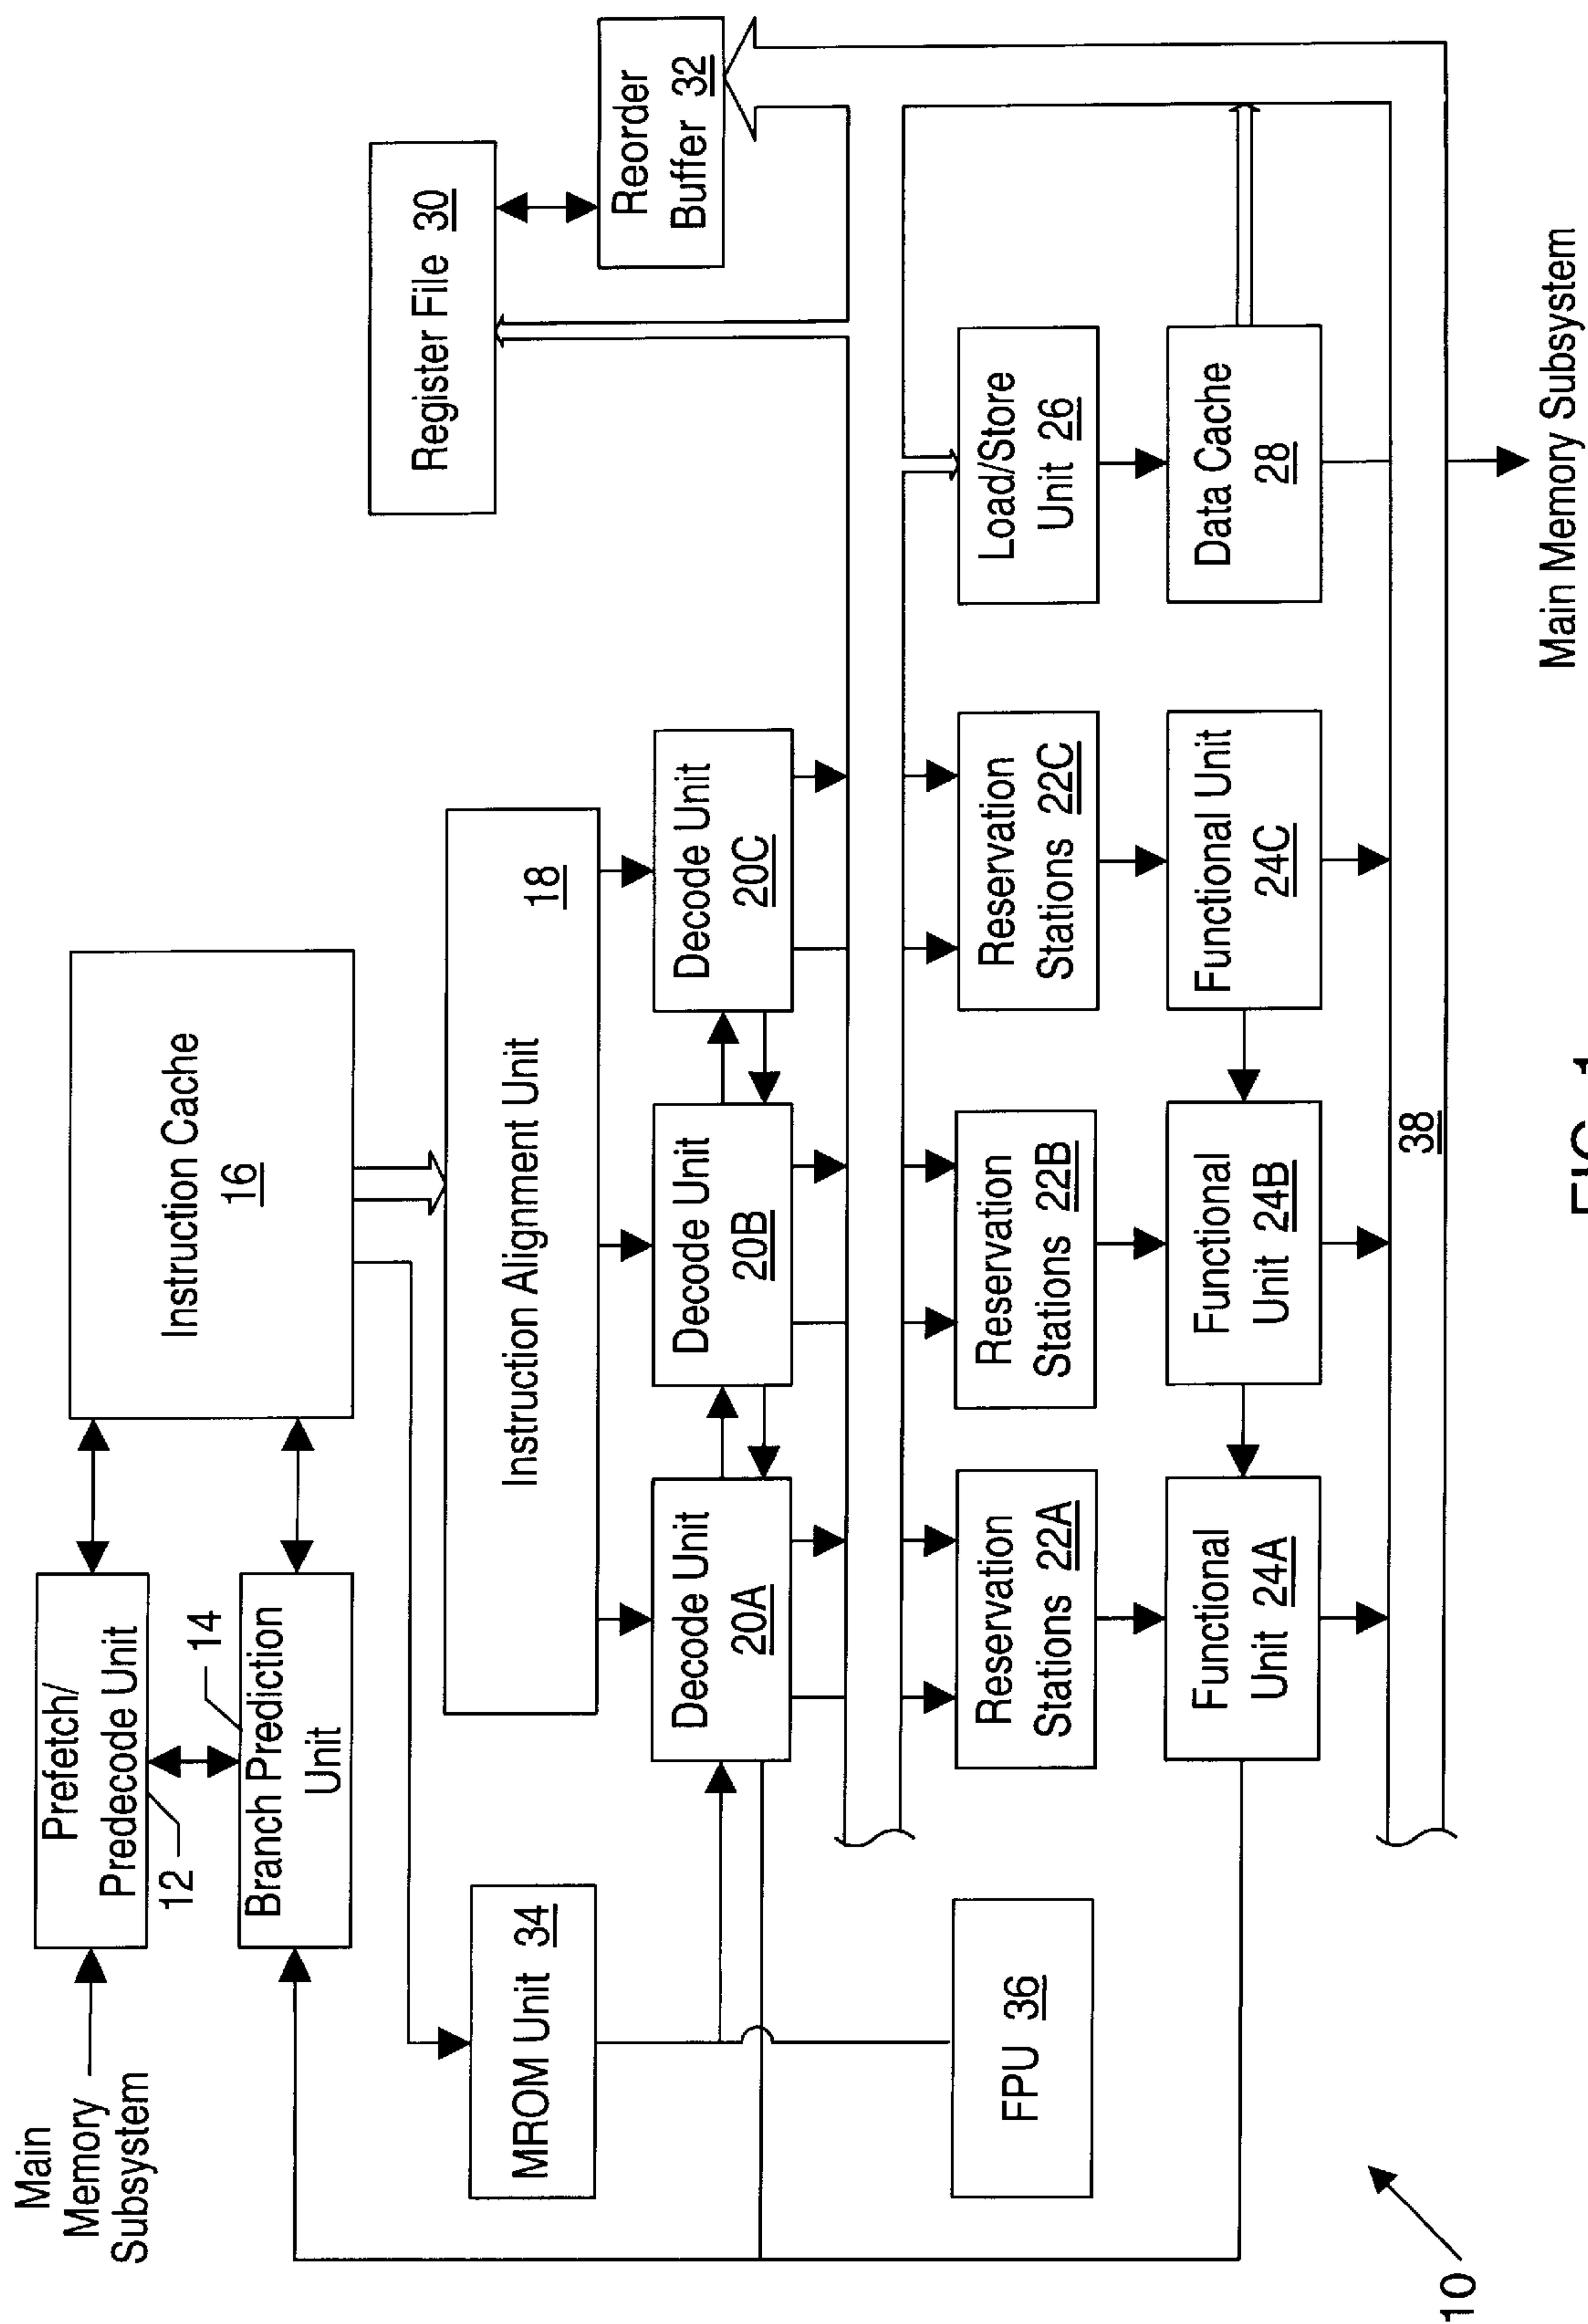 Main
Memory
Subsystem
Prefetch/
Predecode Unit
12
14
Branch Prediction
Unit
Instruction Cache
16
Register File 30
Reorder
Buffer 32
MROM Unit 34
Instruction Alignment Unit
18
Decode Unit
20A
Decode Unit
20B
Decode Unit
20C
FPU 36
Reservation
Stations 22A
Reservation
Stations 22B
Reservation
Stations 22C
Load/Store
Unit 26
Functional
Unit 24A
Functional
Unit 24B
Functional Unit
24C
Data Cache
28
38
Main Memory Subsystem
10
FIG. 1